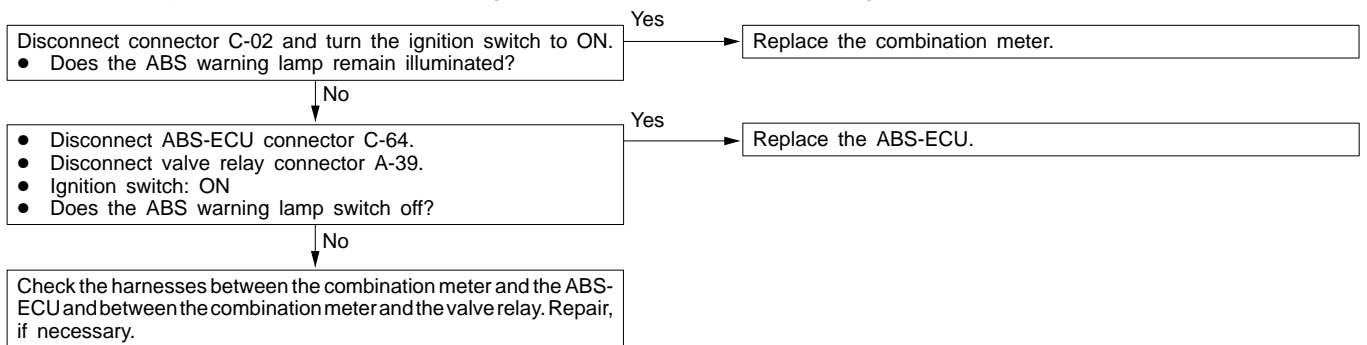 Disconnect connector C-02 and turn the ignition switch to ON.
● Does the ABS warning lamp remain illuminated?
Yes
Replace the combination meter.
No
● Disconnect ABS-ECU connector C-64.
● Disconnect valve relay connector A-39.
● Ignition switch: ON
● Does the ABS warning lamp switch off?
Yes
Replace the ABS-ECU.
No
Check the harnesses between the combination meter and the ABS-
ECU and between the combination meter and the valve relay. Repair,
if necessary.